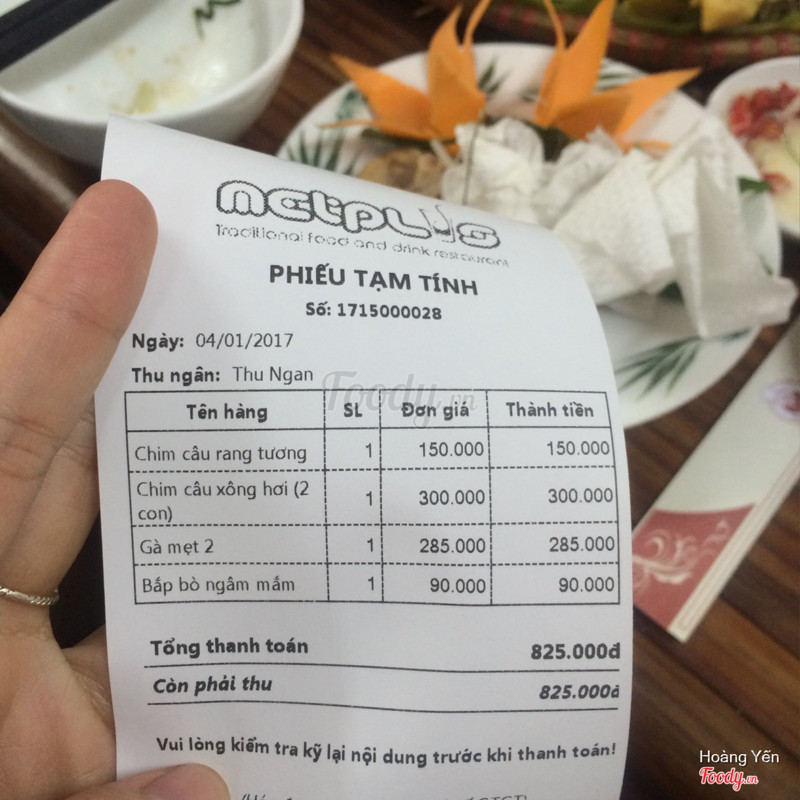 netplus
Traditional food and drink restaurant
PHIẾU TẠM TÍNH
Số: 1715000028
Ngày: 04/01/2017
Thu ngân: Thu Ngan
Foody.vn
Tên hàng SL Đơn giá Thành tiền
Chim câu rang tương 1 150.000 150.000
Chim câu xông hơi (2 con) 1 300.000 300.000
Gà mẹt 2 1 285.000 285.000
Bắp bò ngâm mắm 1 90.000 90.000
Tổng thanh toán 825.000đ
Còn phải thu 825.000đ
Vui lòng kiểm tra kỹ lại nội dung trước khi thanh toán!
Hoàng Yến
Foody.vn